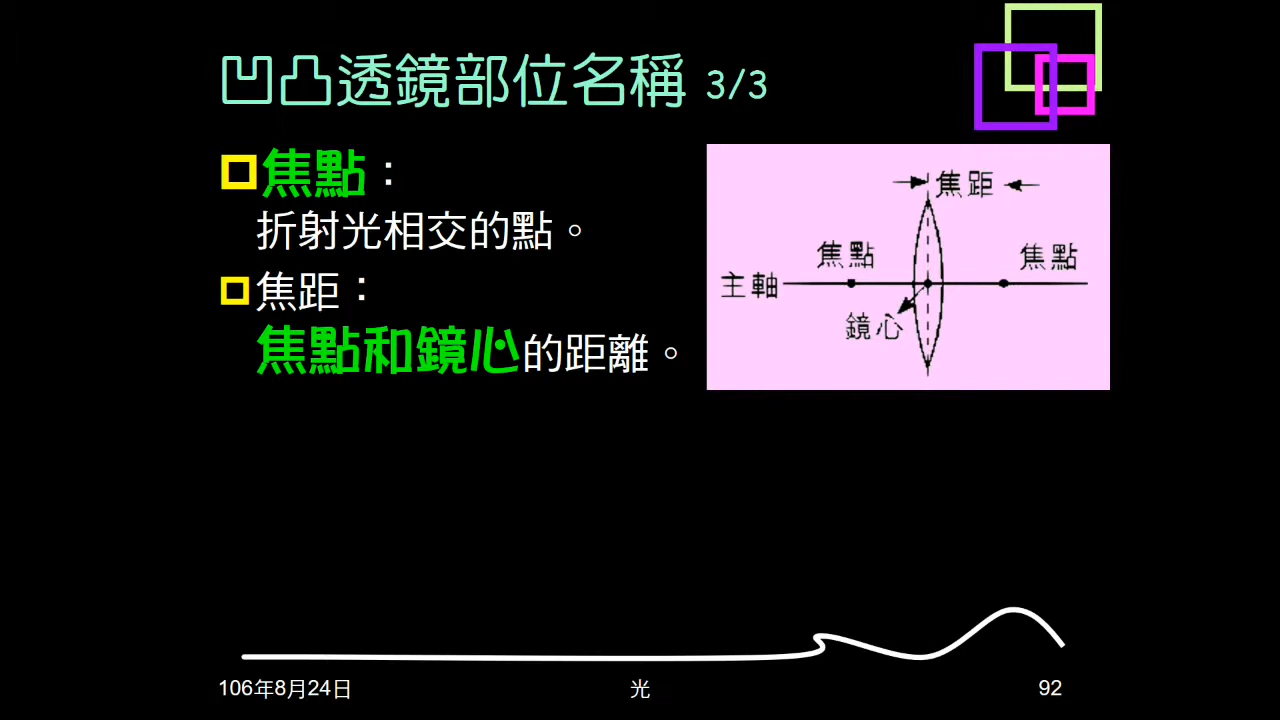 凹凸透鏡部位名稱 3/3
焦點：
折射光相交的點。
焦距：
焦點和鏡心的距離。
焦距
焦點
焦點
主軸
鏡心
106年8月24日
光
92